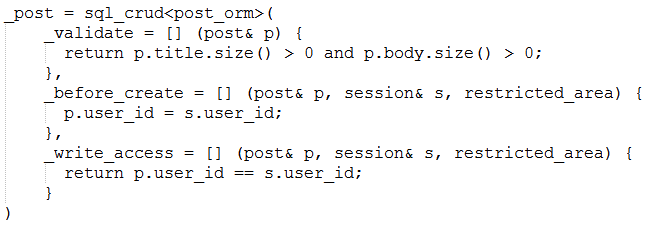 _post = sql_crud<post_orm>(
    _validate = [] (post& p) {
      return p.title.size() > 0 and p.body.size() > 0;
    },
    _before_create = [] (post& p, session& s, restricted_area) {
      p.user_id = s.user_id;
    },
    _write_access = [] (post& p, session& s, restricted_area) {
      return p.user_id == s.user_id;
    }
)